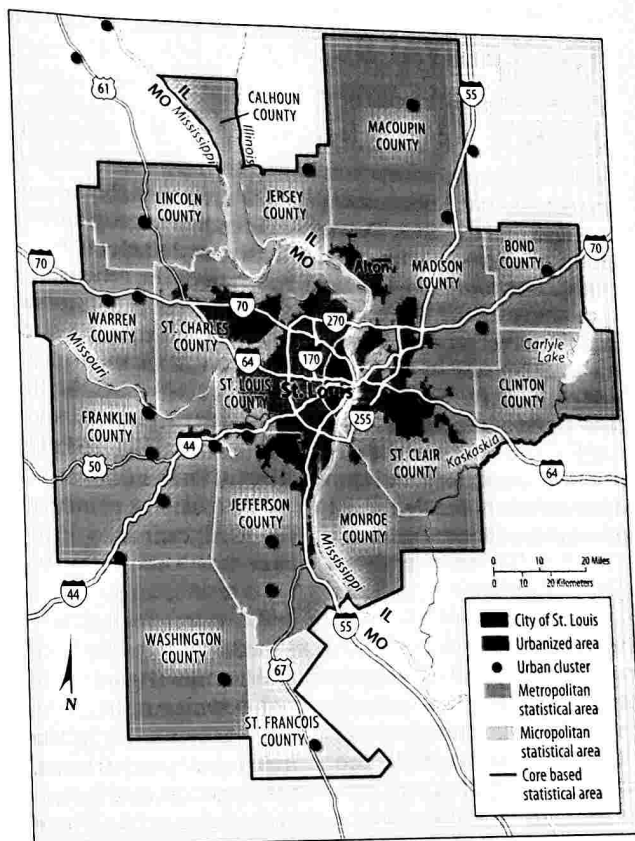 61
55
IL
MO
Mississippi
Illinois
CALHOUN
COUNTY
MACOUPIN
COUNTY
LINCOLN
COUNTY
JERSEY
COUNTY
IL
MO
Alton
MADISON
COUNTY
BOND
COUNTY
70
70
WARREN
COUNTY
ST. CHARLES
COUNTY
70
270
Missouri
64
170
Carlyle
Lake
ST. LOUIS
COUNTY
St. Louis
CLINTON
COUNTY
FRANKLIN
COUNTY
255
44
50
ST. CLAIR
COUNTY
Kaskaskia
64
JEFFERSON
COUNTY
MONROE
COUNTY
Mississippi
0 10 20 Miles
0 10 20 Kilometers
44
IL
MO
55
WASHINGTON
COUNTY
N
67
ST. FRANCOIS
COUNTY
City of St. Louis
Urbanized area
Urban cluster
Metropolitan
statistical area
Micropolitan
statistical area
Core based
statistical area